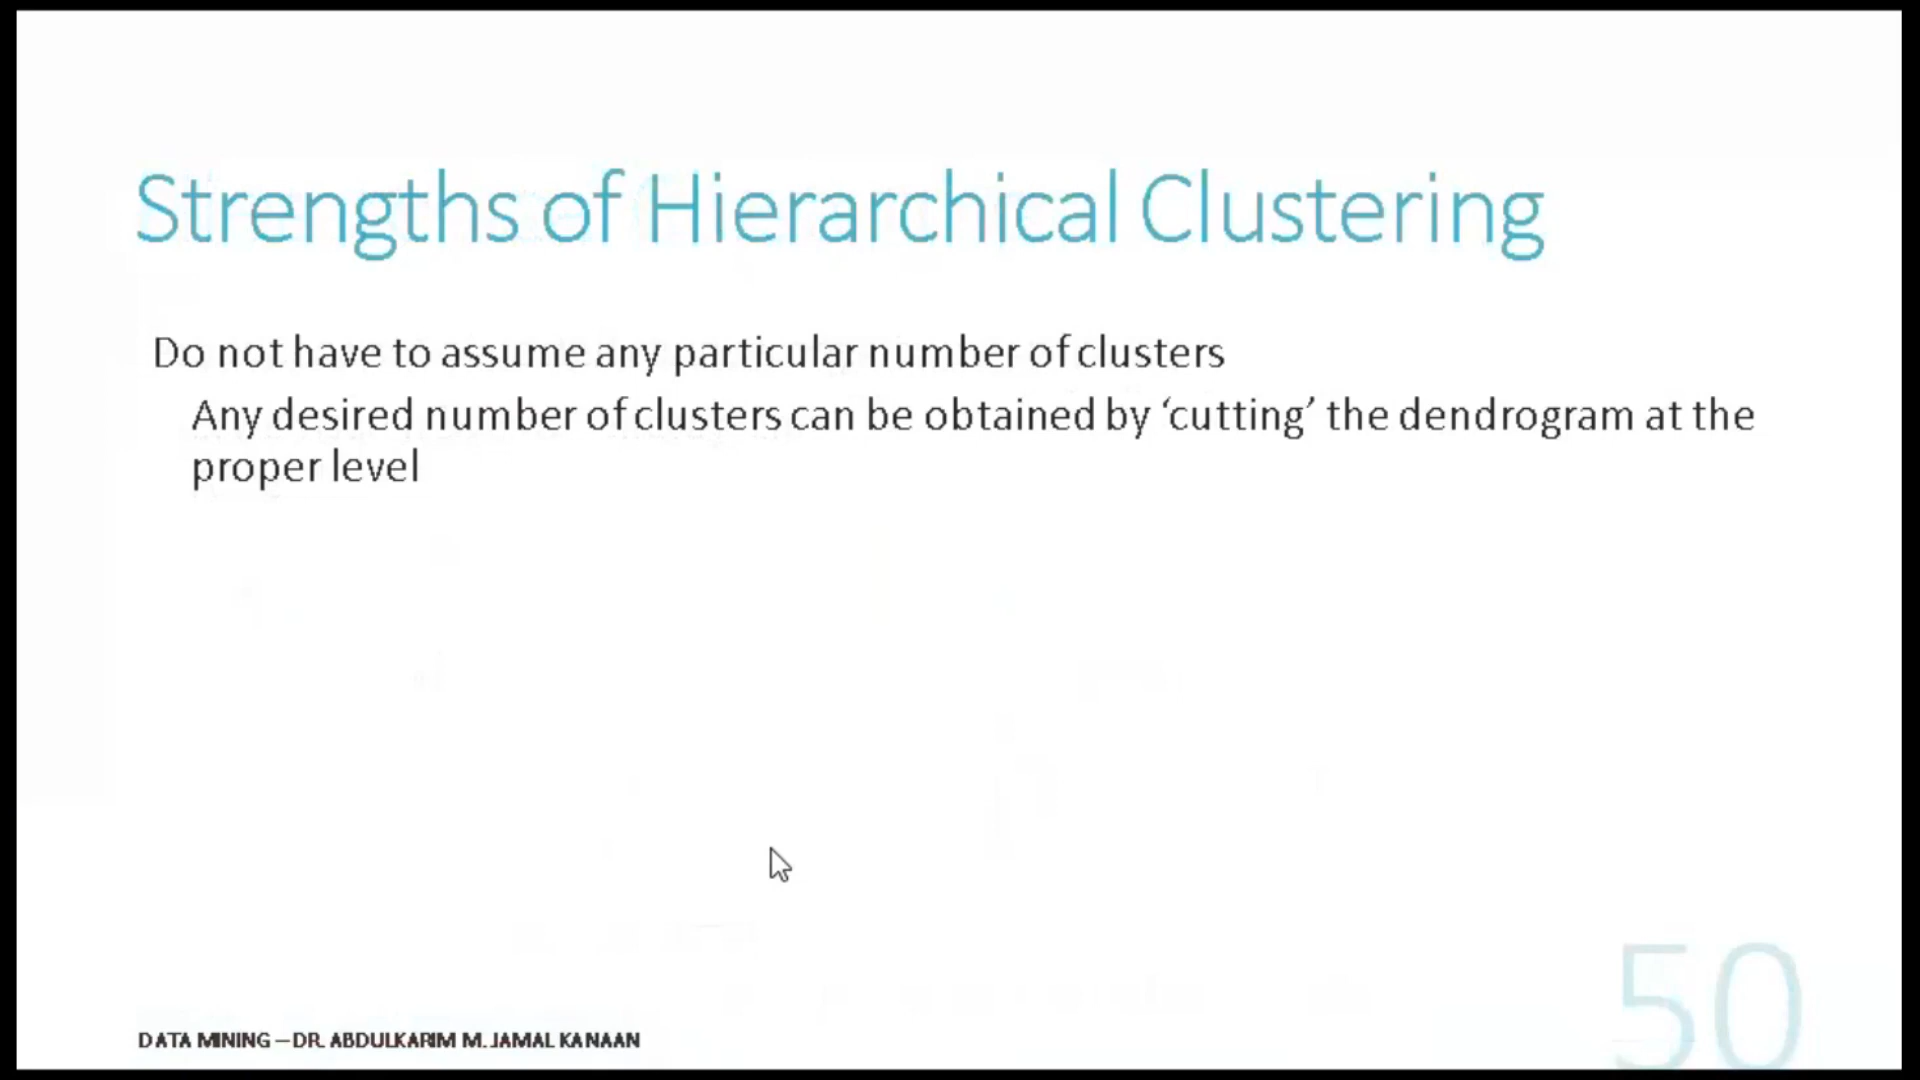 Strengths of Hierarchical Clustering
Do not have to assume any particular number of clusters
Any desired number of clusters can be obtained by ‘cutting’ the dendrogram at the
proper level
DATA MINING – DR. ABDULKARIM M. JAMAL KANAAN
50